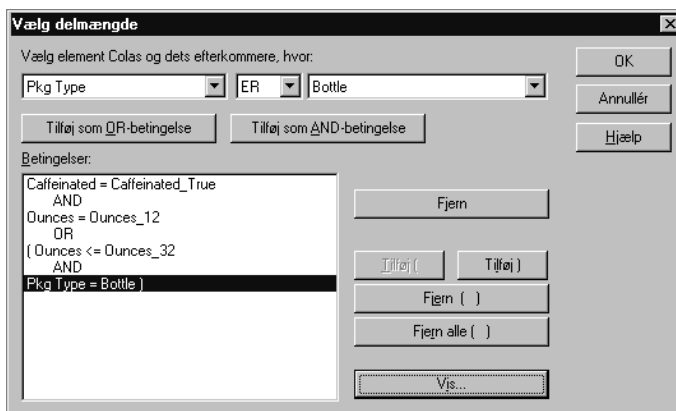 Vælg delmængde
Vælg element Colas og dets efterkommere, hvor:
Pkg Type ER Bottle
OK
Annullér
Hjælp
Tilføj som OR-betingelse Tilføj som AND-betingelse
Betingelser:
Caffeinated = Caffeinated_True
AND
Ounces = Ounces_12
OR
( Ounces <= Ounces_32
AND
Pkg Type = Bottle )
Fjern
Tilføj ( Tilføj )
Fjern ( )
Fjern alle ( )
Vis...